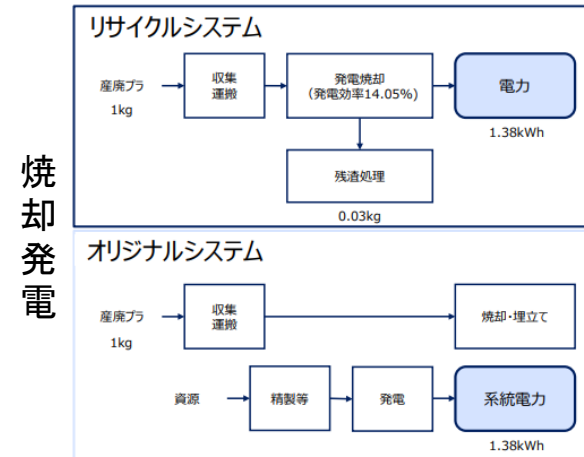 焼却発電
リサイクルシステム
産廃プラ
1kg
収集
運搬
発電焼却
(発電効率14.05%)
電力
1.38kWh
残渣処理
0.03kg
オリジナルシステム
産廃プラ
1kg
収集
運搬
焼却・埋立て
資源
精製等
発電
系統電力
1.38kWh